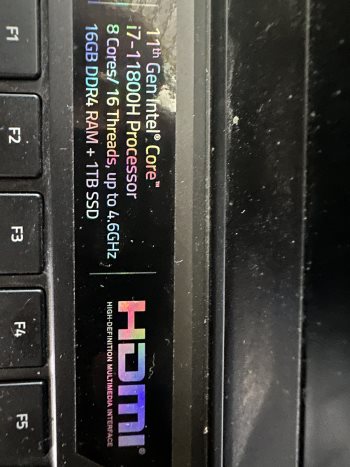 11th Gen Intel® Core™
i7-11800H Processor
8 Cores/ 16 Threads, up to 4.6GHz
16GB DDR4 RAM + 1TB SSD
HDMI®
HIGH-DEFINITION MULTIMEDIA INTERFACE
F1
F2
F3
F4
F5